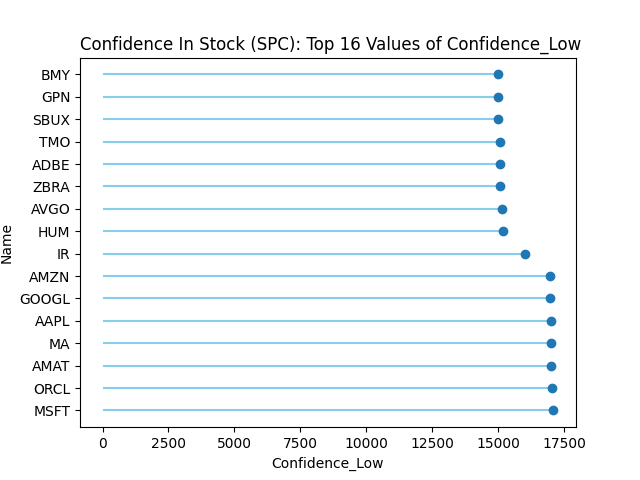 Confidence In Stock (SPC): Top 16 Values of Confidence_Low
BMY
GPN
SBUX
TMO
ADBE
ZBRA
AVGO
HUM
IR
AMZN
GOOGL
AAPL
MA
AMAT
ORCL
MSFT
Name
0 2500 5000 7500 10000 12500 15000 17500
Confidence_Low